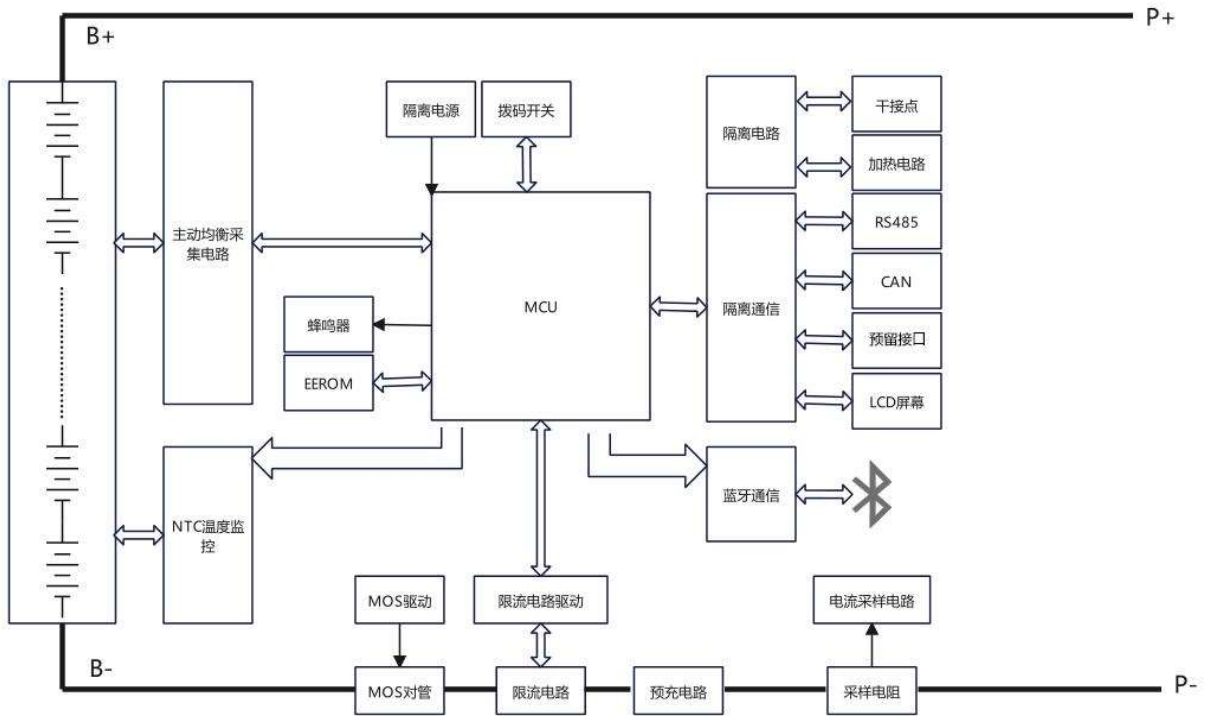 B+
P+
隔离电源
拨码开关
隔离电路
干接点
加热电路
主动均衡采
集电路
MCU
隔离通信
RS485
CAN
预留接口
LCD屏幕
蜂鸣器
EEROM
NTC温度监
控
蓝牙通信
MOS驱动
限流电路驱动
电流采样电路
B-
MOS对管
限流电路
预充电路
采样电阻
P-